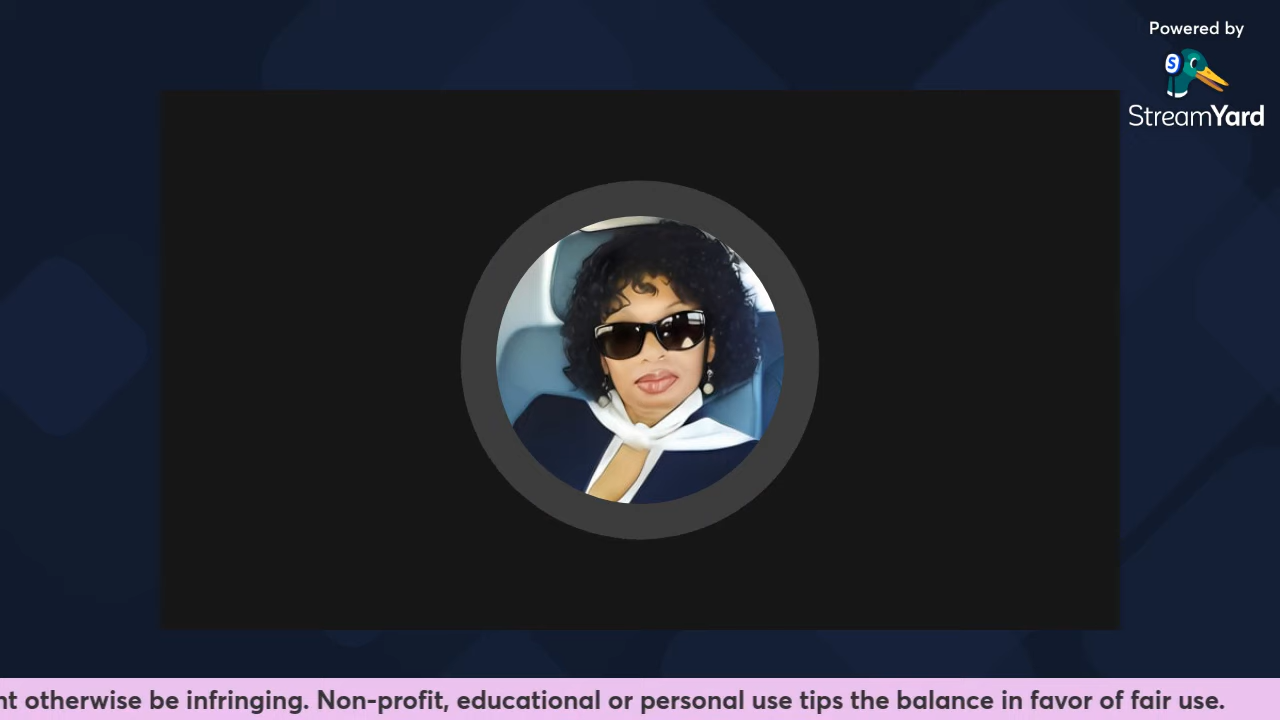 Powered by
S
StreamYard
nt otherwise be infringing. Non-profit, educational or personal use tips the balance in favor of fair use.